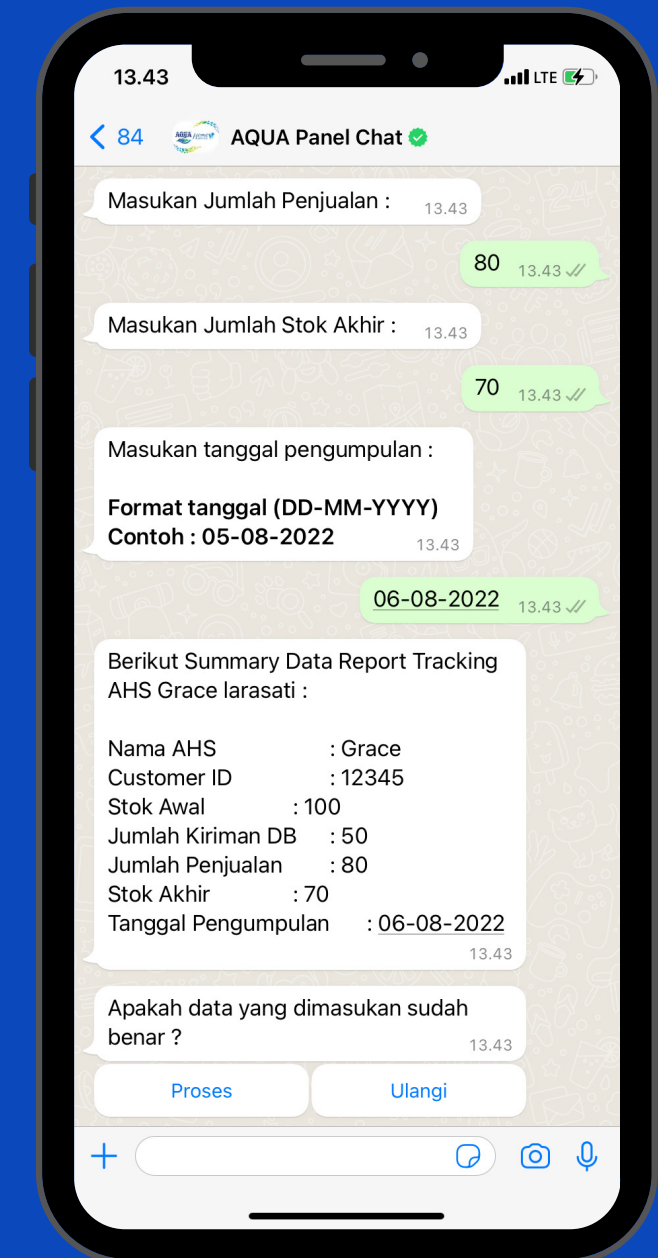 13.43
LTE
84
AQUA
AQUA Panel Chat
Masukan Jumlah Penjualan :
13.43
80
13.43
Masukan Jumlah Stok Akhir :
13.43
70
13.43
Masukan tanggal pengumpulan :
Format tanggal (DD-MM-YYYY)
Contoh : 05-08-2022
13.43
06-08-2022
13.43
Berikut Summary Data Report Tracking
AHS Grace larasati :
Nama AHS : Grace
Customer ID : 12345
Stok Awal : 100
Jumlah Kiriman DB : 50
Jumlah Penjualan : 80
Stok Akhir : 70
Tanggal Pengumpulan : 06-08-2022
13.43
Apakah data yang dimasukan sudah
benar ?
13.43
Proses Ulangi